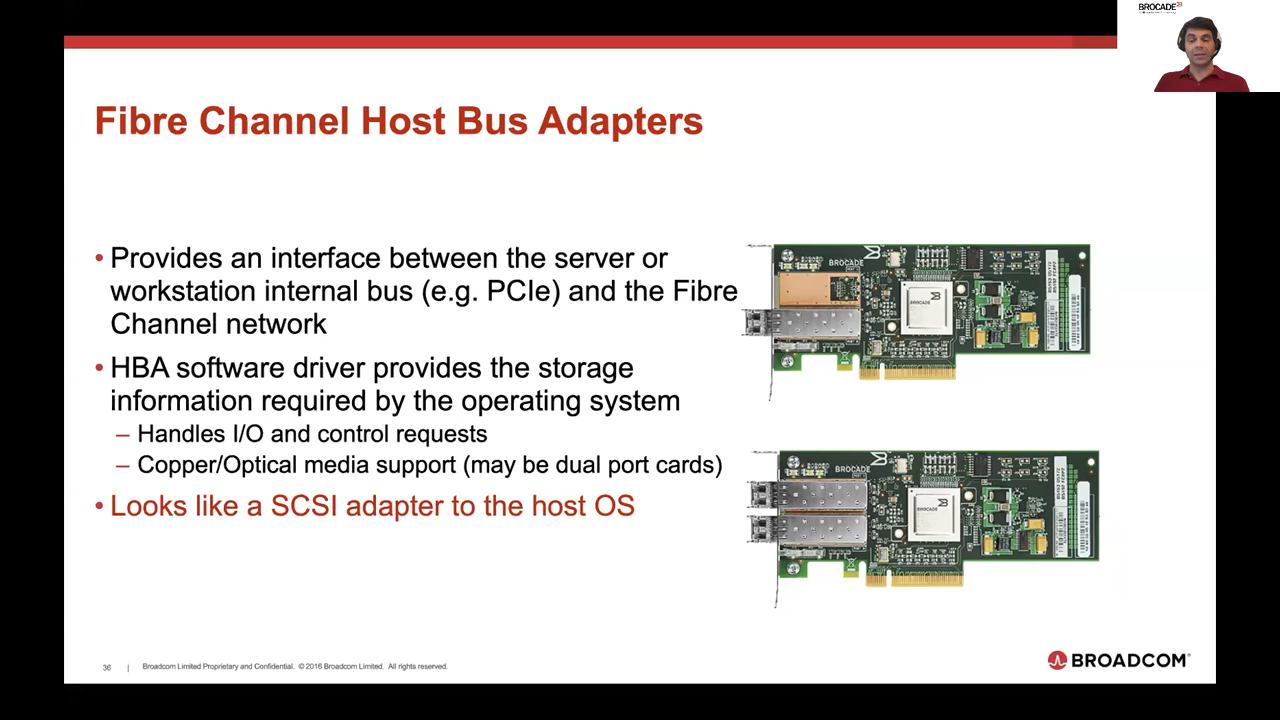 BROCADE
Fibre Channel Host Bus Adapters
• Provides an interface between the server or
workstation internal bus (e.g. PCIe) and the Fibre
Channel network
• HBA software driver provides the storage
information required by the operating system
– Handles I/O and control requests
– Copper/Optical media support (may be dual port cards)
• Looks like a SCSI adapter to the host OS
BROCADE
BROCADE
BROCADE
BROCADE
36 | Broadcom Limited Proprietary and Confidential. © 2016 Broadcom Limited. All rights reserved.
BROADCOM®